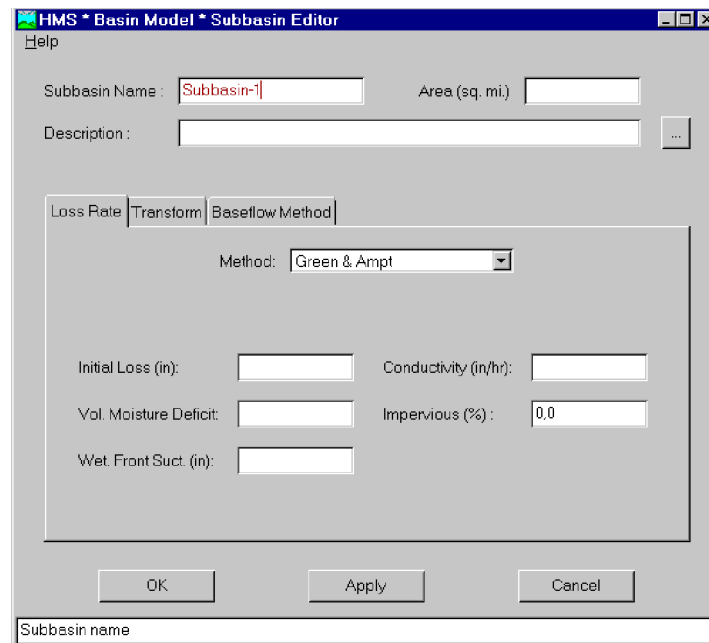 HMS * Basin Model * Subbasin Editor
Help
Subbasin Name : Subbasin-1 Area (sq. mi.)
Description : ...
Loss Rate Transform Baseflow Method
Method: Green & Ampt
Initial Loss (in): Conductivity (in/hr):
Vol. Moisture Deficit: Impervious (%) : 0,0
Wet. Front Suct. (in):
OK Apply Cancel
Subbasin name